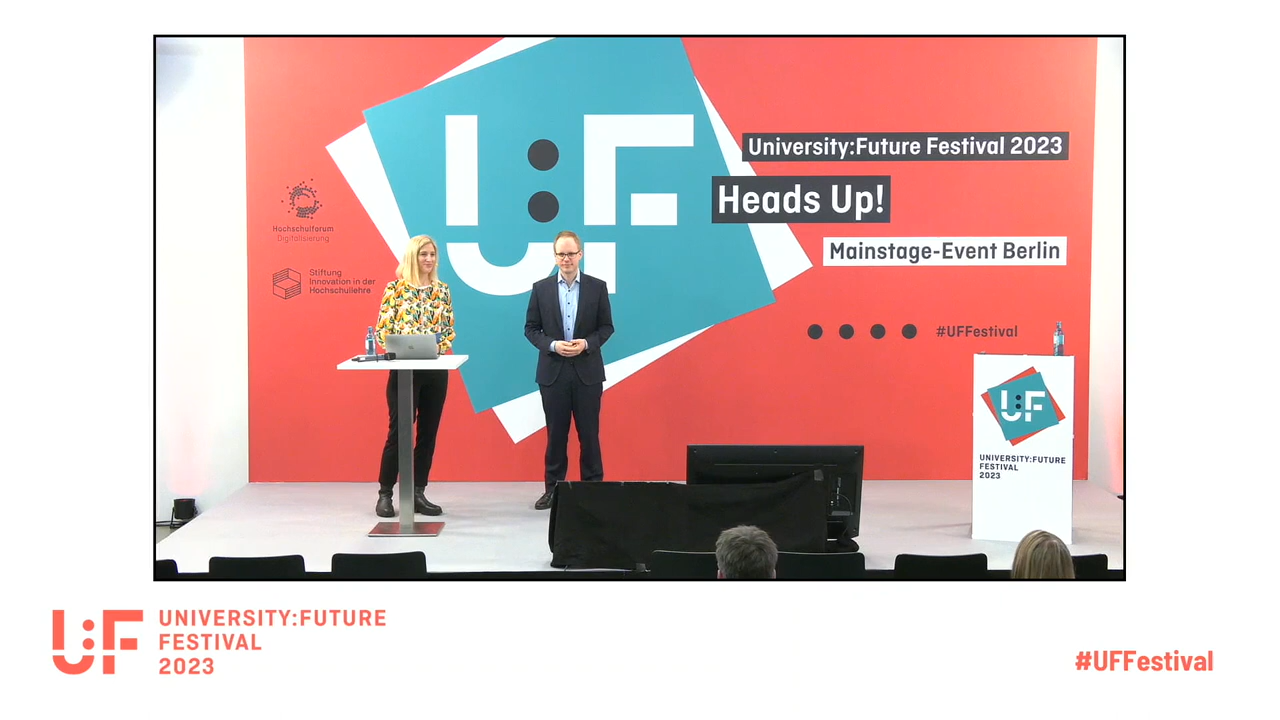 U:F
University:Future Festival 2023
Heads Up!
Mainstage-Event Berlin
#UFFestival
Hochschulforum
Digitalisierung
Stiftung
Innovation in der
Hochschullehre
U:F
UNIVERSITY:FUTURE
FESTIVAL
2023
U:F
UNIVERSITY:FUTURE
FESTIVAL
2023
#UFFestival